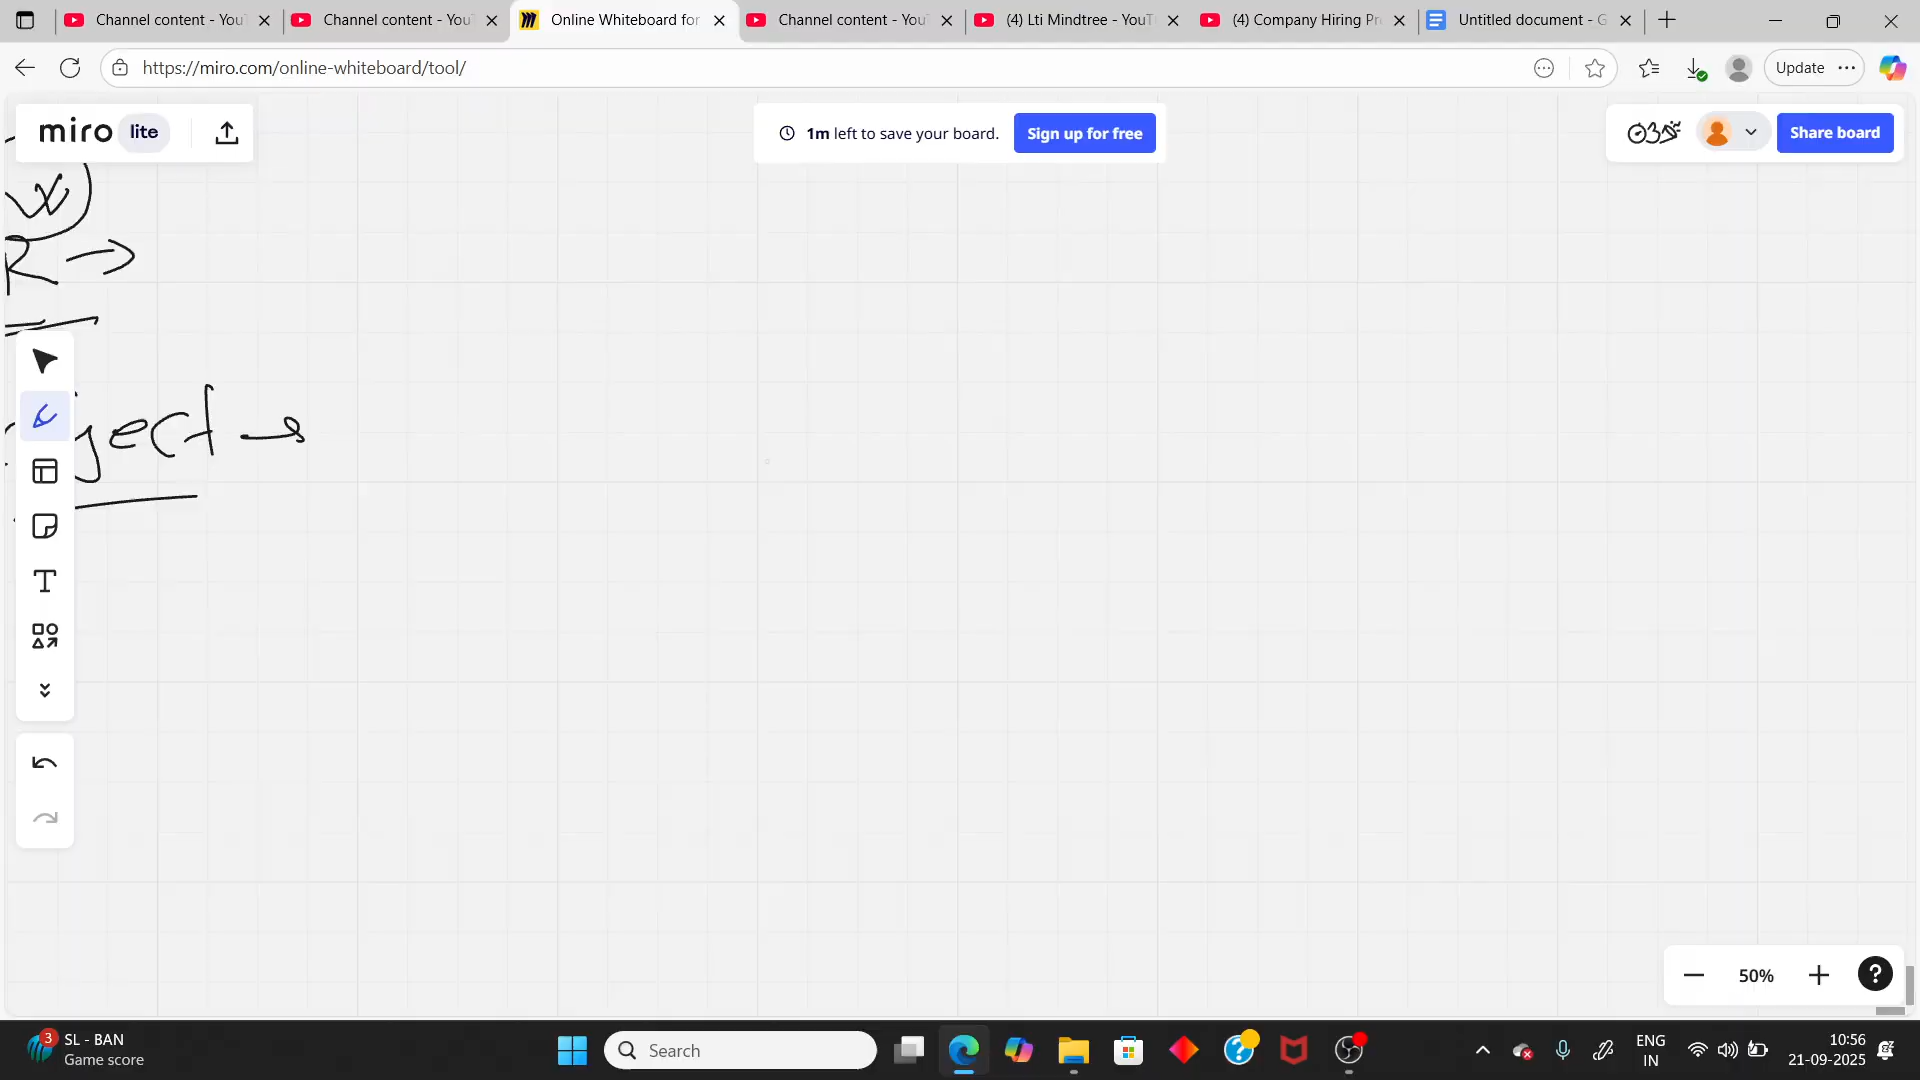 Channel content - You
Channel content - You
Online Whiteboard for
Channel content - You
(4) Lti Mindtree - YouT
(4) Company Hiring Pr
Untitled document - G
https://miro.com/online-whiteboard/tool/
Update
miro lite
1m left to save your board.
Sign up for free
Share board
W)
R →
ject →
T
50%
?
3
SL - BAN
Game score
Search
ENG
IN
10:56
21-09-2025